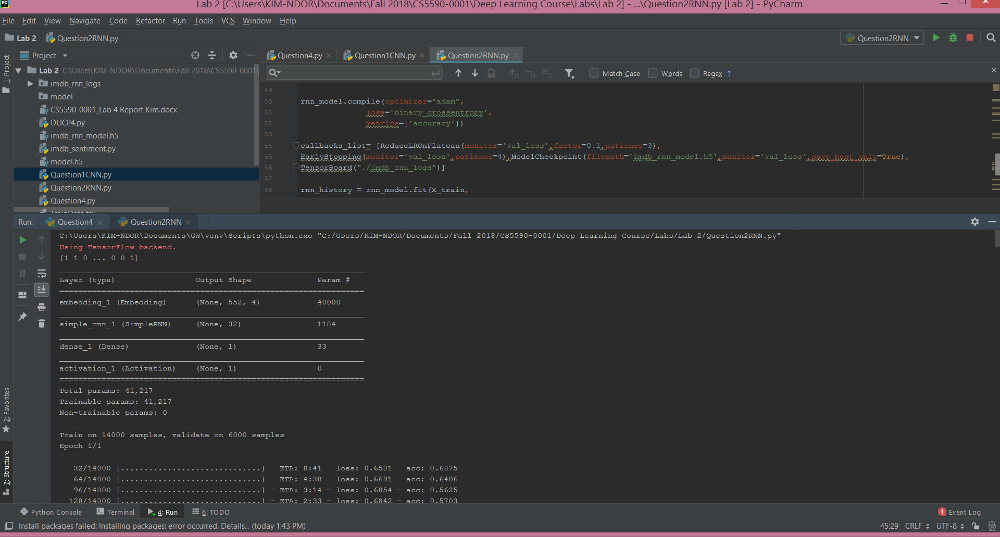 PC Lab 2 [C:\Users\KIM-NDOR\Documents\Fall 2018\CS5590-0001\Deep Learning Course\Labs\Lab 2] - ...\Question2RNN.py [Lab 2] - PyCharm
File Edit View Navigate Code Refactor Run Tools VCS Window Help
Lab 2 Question2RNN.py Question2RNN
1: Project
Project
Lab 2 C:\Users\KIM-NDOR\Documents\Fall 2018\CS5590-0001\
imdb_rnn_logs
model
CS5590-0001_Lab 4 Report Kim.docx
DLICP4.py
imdb_rnn_model.h5
imdb_sentiment.py
model.h5
Question1CNN.py
Question2RNN.py
Question4.py
TrainData.tsv
Question4.py Question1CNN.py Question2RNN.py
Match Case Words Regex ?
49
50 rnn_model.compile(optimizer="adam",
51 loss='binary_crossentropy',
52 metrics=['accuracy'])
53
54 callbacks_list= [ReduceLROnPlateau(monitor='val_loss',factor=0.1,patience=3),
55 EarlyStopping(monitor='val_loss',patience=4),ModelCheckpoint(filepath='imdb_rnn_model.h5',monitor='val_loss',save_best_only=True),
56 TensorBoard("./imdb_rnn_logs")]
57
58 rnn_history = rnn_model.fit(X_train,
Run: Question4 Question2RNN
C:\Users\KIM-NDOR\Documents\GW\venv\Scripts\python.exe "C:/Users/KIM-NDOR/Documents/Fall 2018/CS5590-0001/Deep Learning Course/Labs/Lab 2/Question2RNN.py"
Using TensorFlow backend.
[1 1 0 ... 0 0 1]
_________________________________________________________________
Layer (type) Output Shape Param #
=================================================================
embedding_1 (Embedding) (None, 552, 4) 40000
_________________________________________________________________
simple_rnn_1 (SimpleRNN) (None, 32) 1184
_________________________________________________________________
dense_1 (Dense) (None, 1) 33
_________________________________________________________________
activation_1 (Activation) (None, 1) 0
=================================================================
Total params: 41,217
Trainable params: 41,217
Non-trainable params: 0
_________________________________________________________________
Train on 14000 samples, validate on 6000 samples
Epoch 1/1
32/14000 [..............................] - ETA: 8:41 - loss: 0.6581 - acc: 0.6875
64/14000 [..............................] - ETA: 4:38 - loss: 0.6691 - acc: 0.6406
96/14000 [..............................] - ETA: 3:14 - loss: 0.6854 - acc: 0.5625
128/14000 [..............................] - ETA: 2:33 - loss: 0.6842 - acc: 0.5703
2: Favorites
7: Structure
Python Console Terminal 4: Run 6: TODO 1 Event Log
Install packages failed: Installing packages: error occurred. Details... (today 1:43 PM) 45:29 CRLF UTF-8